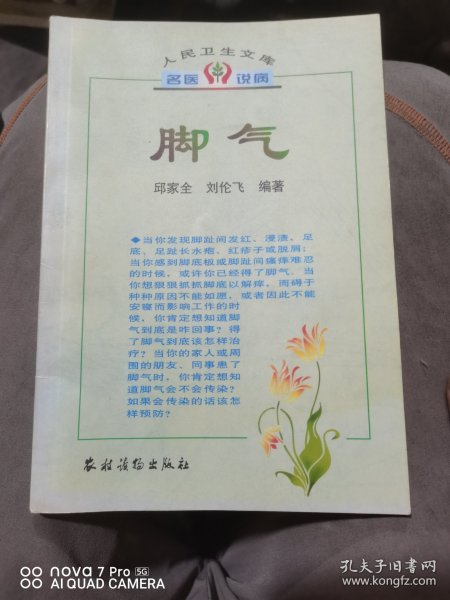 人民卫生文库
名医说病
脚气
邱家全 刘伦飞 编著
◆当你发现脚趾间发红、浸渍,足
底、足趾长水疱、红疹子或脱屑;
当你感到脚底板或脚趾间瘙痒难忍
的时候,或许你已经得了脚气。当
你想狠狠抓抓脚底以解痒,而碍于
种种原因不能如愿,或者因此不能
安寝而影响工作的时
候,你肯定想知道脚
气到底是咋回事?得
了脚气到底该怎样治
疗?当你的家人或周
围的朋友、同事患了
脚气时,你肯定想知
道脚气会不会传染?
如果会传染的话该怎
样预防?
农村读物出版社
nova 7 Pro 5G
AI QUAD CAMERA
孔夫子旧书网
www.kongfz.com